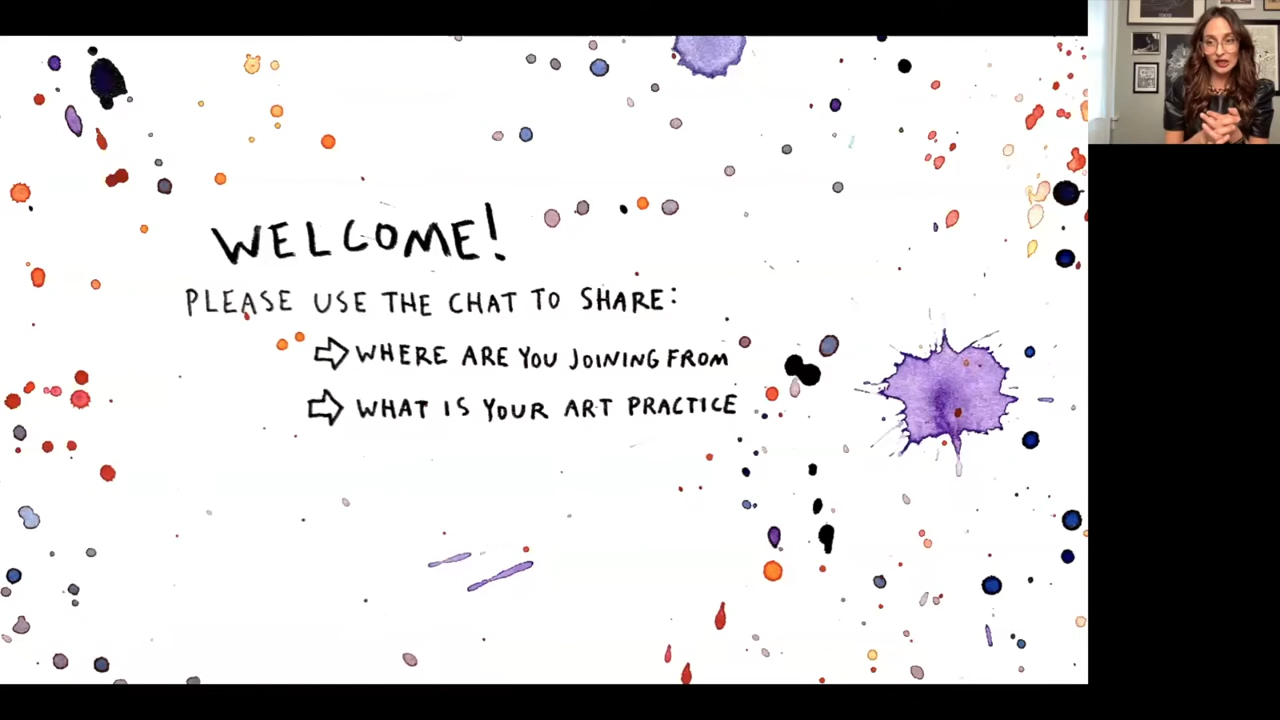 WELCOME!
PLEASE USE THE CHAT TO SHARE:
WHERE ARE YOU JOINING FROM
WHAT IS YOUR ART PRACTICE